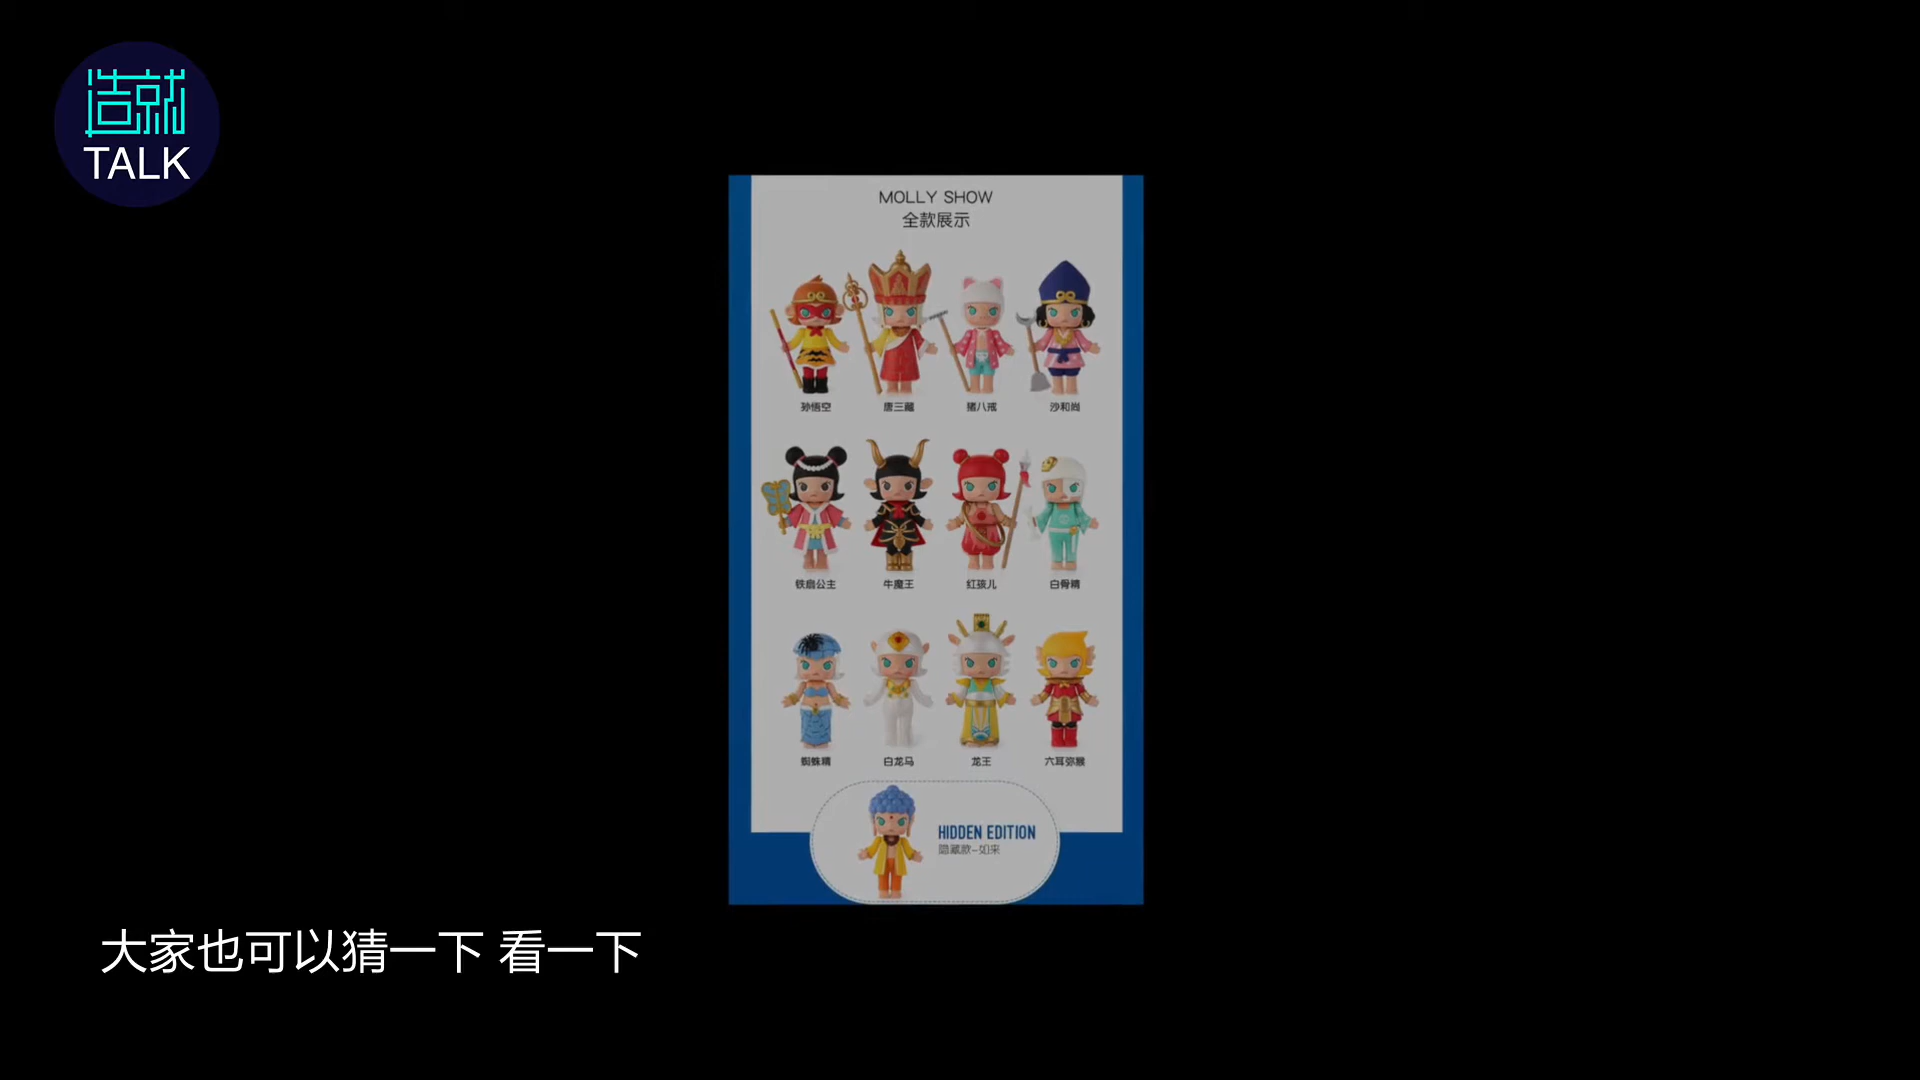 造就
TALK
MOLLY SHOW
全款展示
孙悟空 唐三藏 猪八戒 沙和尚
铁扇公主 牛魔王 红孩儿 白骨精
蜘蛛精 白龙马 龙王 六耳弥猴
HIDDEN EDITION
隐藏款-如来
大家也可以猜一下 看一下